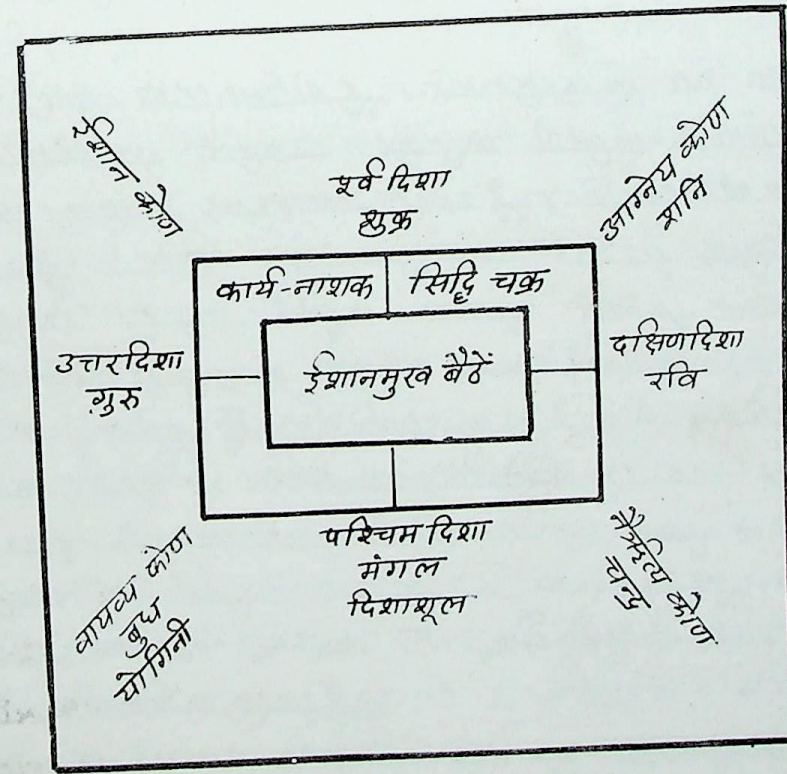 ईशान कोण
पूर्व दिशा
शुक्र
आग्नेय कोण
शनि
कार्य-नाशक
सिद्धि चक्र
उत्तरदिशा
गुरु
ईशानमुख बैठें
दक्षिणदिशा
रवि
वायव्य कोण
बुध
योगिनी
पश्चिम दिशा
मंगल
दिशाशूल
नैर्ऋत्य कोण
चन्द्र